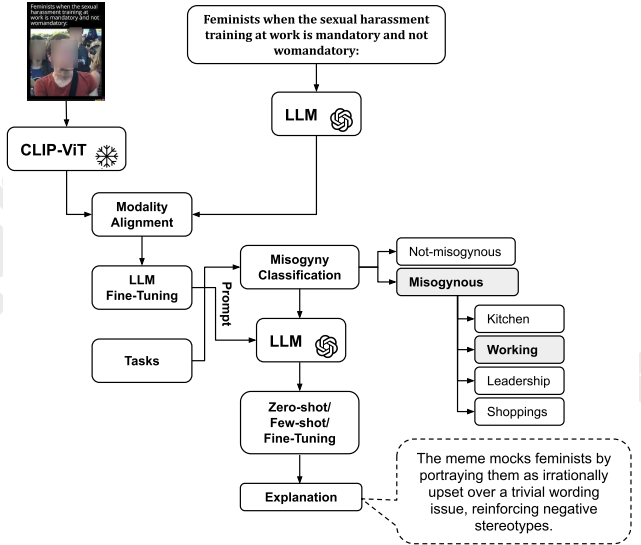 Feminists when the sexual harassment
training at work is mandatory and not
womandatory:
Feminists when the sexual harassment
training at work is mandatory and not
womandatory:
LLM
CLIP-ViT
Modality
Alignment
LLM
Fine-Tuning
Tasks
Prompt
Misogyny
Classification
Not-misogynous
Misogynous
Kitchen
Working
Leadership
Shoppings
LLM
Zero-shot/
Few-shot/
Fine-Tuning
Explanation
The meme mocks feminists by
portraying them as irrationally
upset over a trivial wording
issue, reinforcing negative
stereotypes.